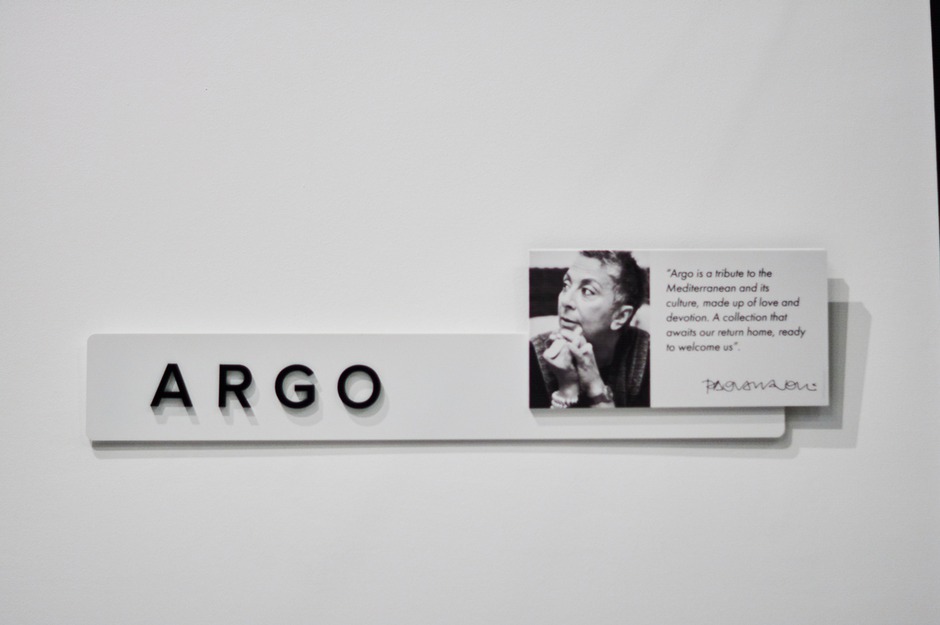 ARGO
"Argo is a tribute to the
Mediterranean and its
culture, made up of love and
devotion. A collection that
awaits our return home, ready
to welcome us".